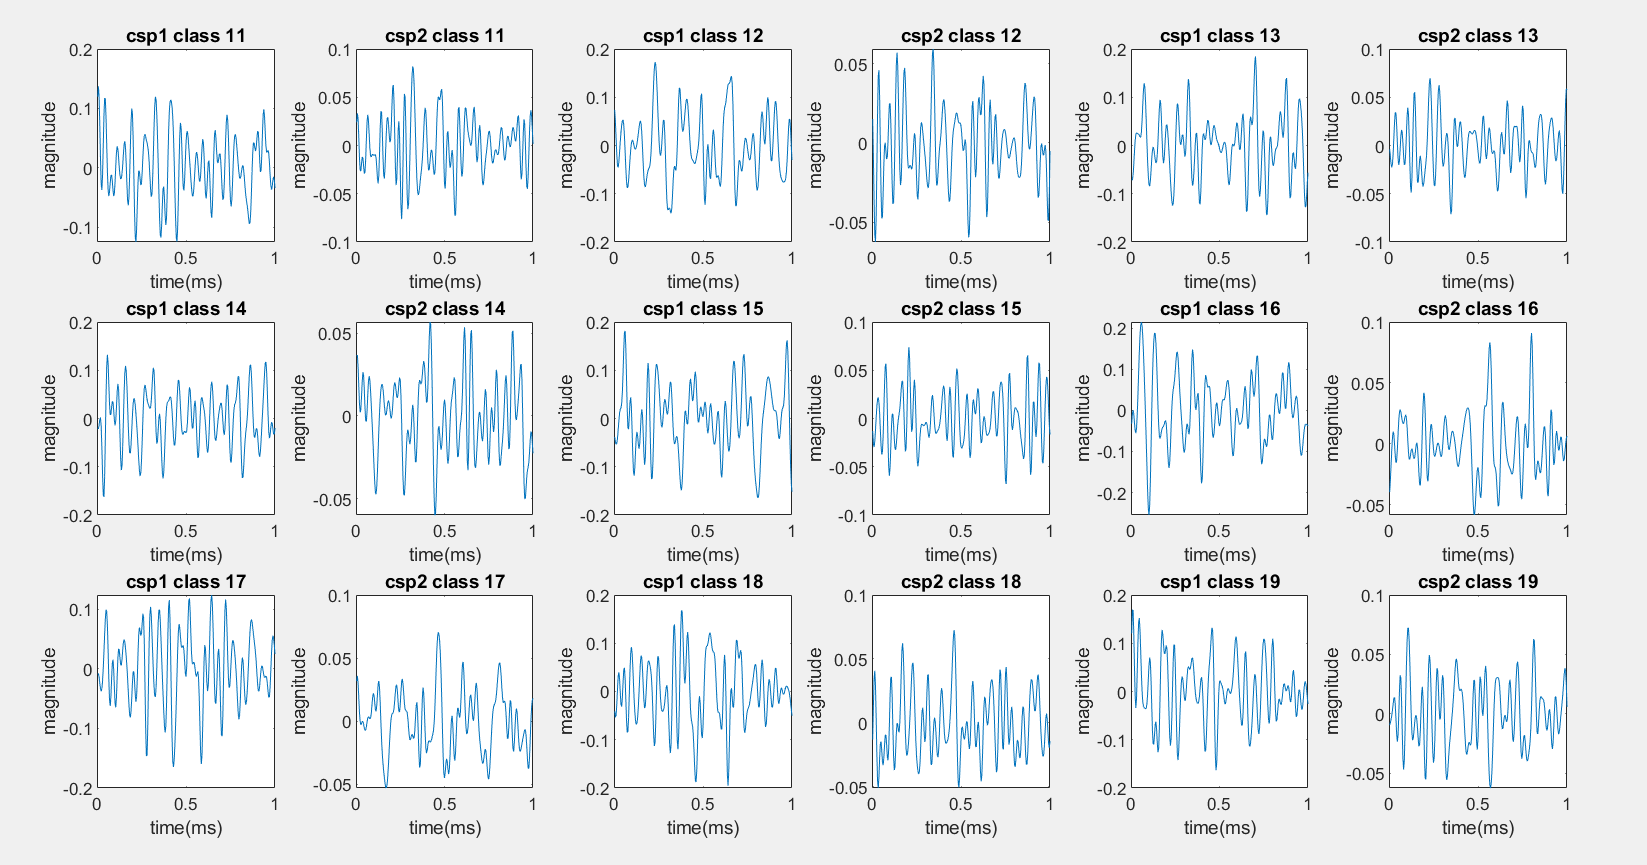 csp1 class 11
0.2
0.1
0
-0.1
magnitude
0 0.5 1
time(ms)
csp2 class 11
0.1
0.05
0
-0.05
-0.1
magnitude
0 0.5 1
time(ms)
csp1 class 12
0.2
0.1
0
-0.1
-0.2
magnitude
0 0.5 1
time(ms)
csp2 class 12
0.05
0
-0.05
magnitude
0 0.5 1
time(ms)
csp1 class 13
0.2
0.1
0
-0.1
-0.2
magnitude
0 0.5 1
time(ms)
csp2 class 13
0.1
0.05
0
-0.05
-0.1
magnitude
0 0.5 1
time(ms)
csp1 class 14
0.2
0.1
0
-0.1
-0.2
magnitude
0 0.5 1
time(ms)
csp2 class 14
0.05
0
-0.05
magnitude
0 0.5 1
time(ms)
csp1 class 15
0.2
0.1
0
-0.1
-0.2
magnitude
0 0.5 1
time(ms)
csp2 class 15
0.1
0.05
0
-0.05
-0.1
magnitude
0 0.5 1
time(ms)
csp1 class 16
0.2
0.1
0
-0.1
-0.2
magnitude
0 0.5 1
time(ms)
csp2 class 16
0.1
0.05
0
-0.05
magnitude
0 0.5 1
time(ms)
csp1 class 17
0.1
0
-0.1
-0.2
magnitude
0 0.5 1
time(ms)
csp2 class 17
0.1
0.05
0
-0.05
magnitude
0 0.5 1
time(ms)
csp1 class 18
0.2
0.1
0
-0.1
-0.2
magnitude
0 0.5 1
time(ms)
csp2 class 18
0.1
0.05
0
-0.05
magnitude
0 0.5 1
time(ms)
csp1 class 19
0.2
0.1
0
-0.1
-0.2
magnitude
0 0.5 1
time(ms)
csp2 class 19
0.1
0.05
0
-0.05
magnitude
0 0.5 1
time(ms)